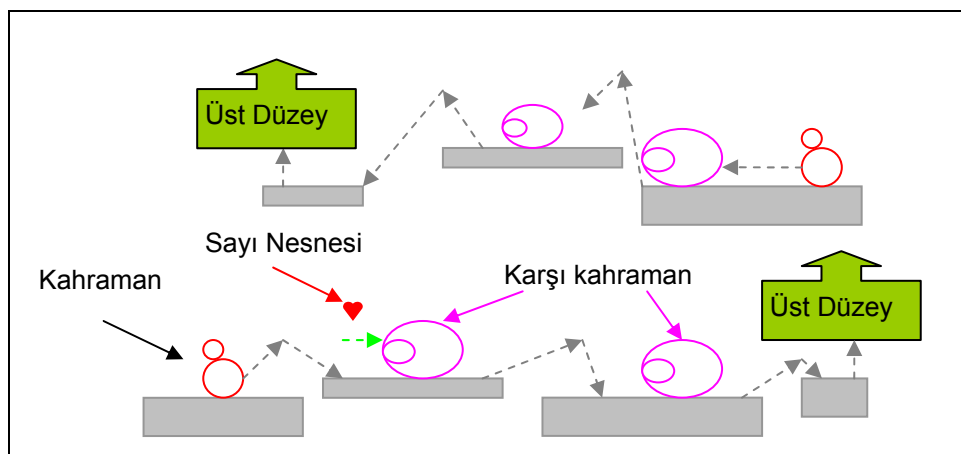 Üst Düzey
Sayı Nesnesi
Kahraman
Karşı kahraman
Üst Düzey